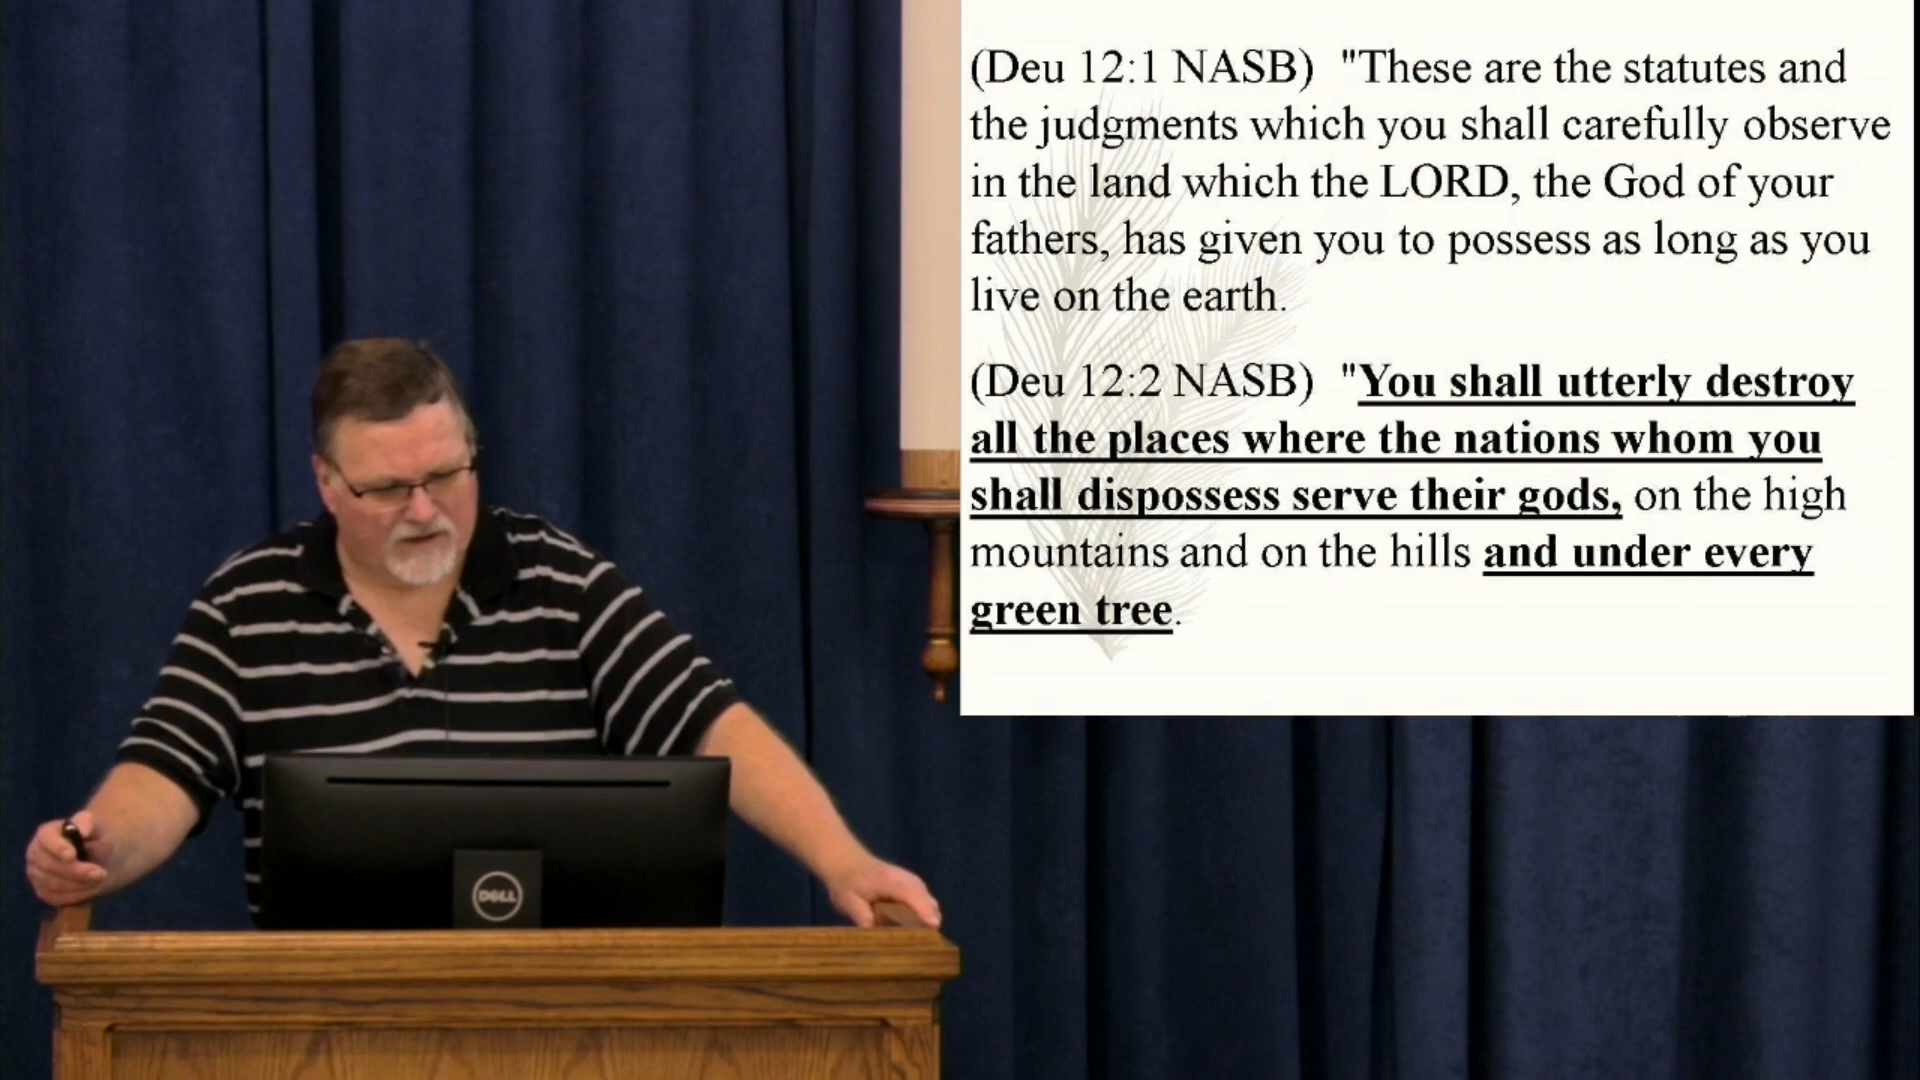 (Deu 12:1 NASB)  "These are the statutes and
the judgments which you shall carefully observe
in the land which the LORD, the God of your
fathers, has given you to possess as long as you
live on the earth.
(Deu 12:2 NASB)  "You shall utterly destroy
all the places where the nations whom you
shall dispossess serve their gods, on the high
mountains and on the hills and under every
green tree.
DELL